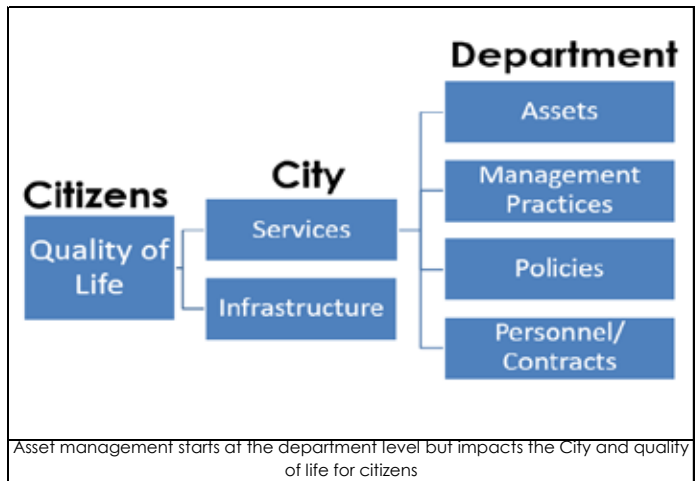 Citizens
Quality of
Life
City
Services
Infrastructure
Department
Assets
Management
Practices
Policies
Personnel/
Contracts
Asset management starts at the department level but impacts the City and quality
of life for citizens